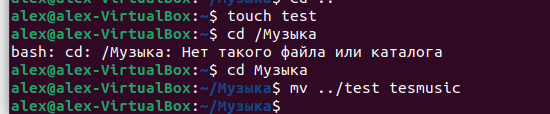 alex@alex-VirtualBox:~$ touch test
alex@alex-VirtualBox:~$ cd /Музыка
bash: cd: /Музыка: Нет такого файла или каталога
alex@alex-VirtualBox:~$ cd Музыка
alex@alex-VirtualBox:~/Музыка$ mv ../test tesmusic
alex@alex-VirtualBox:~/Музыка$